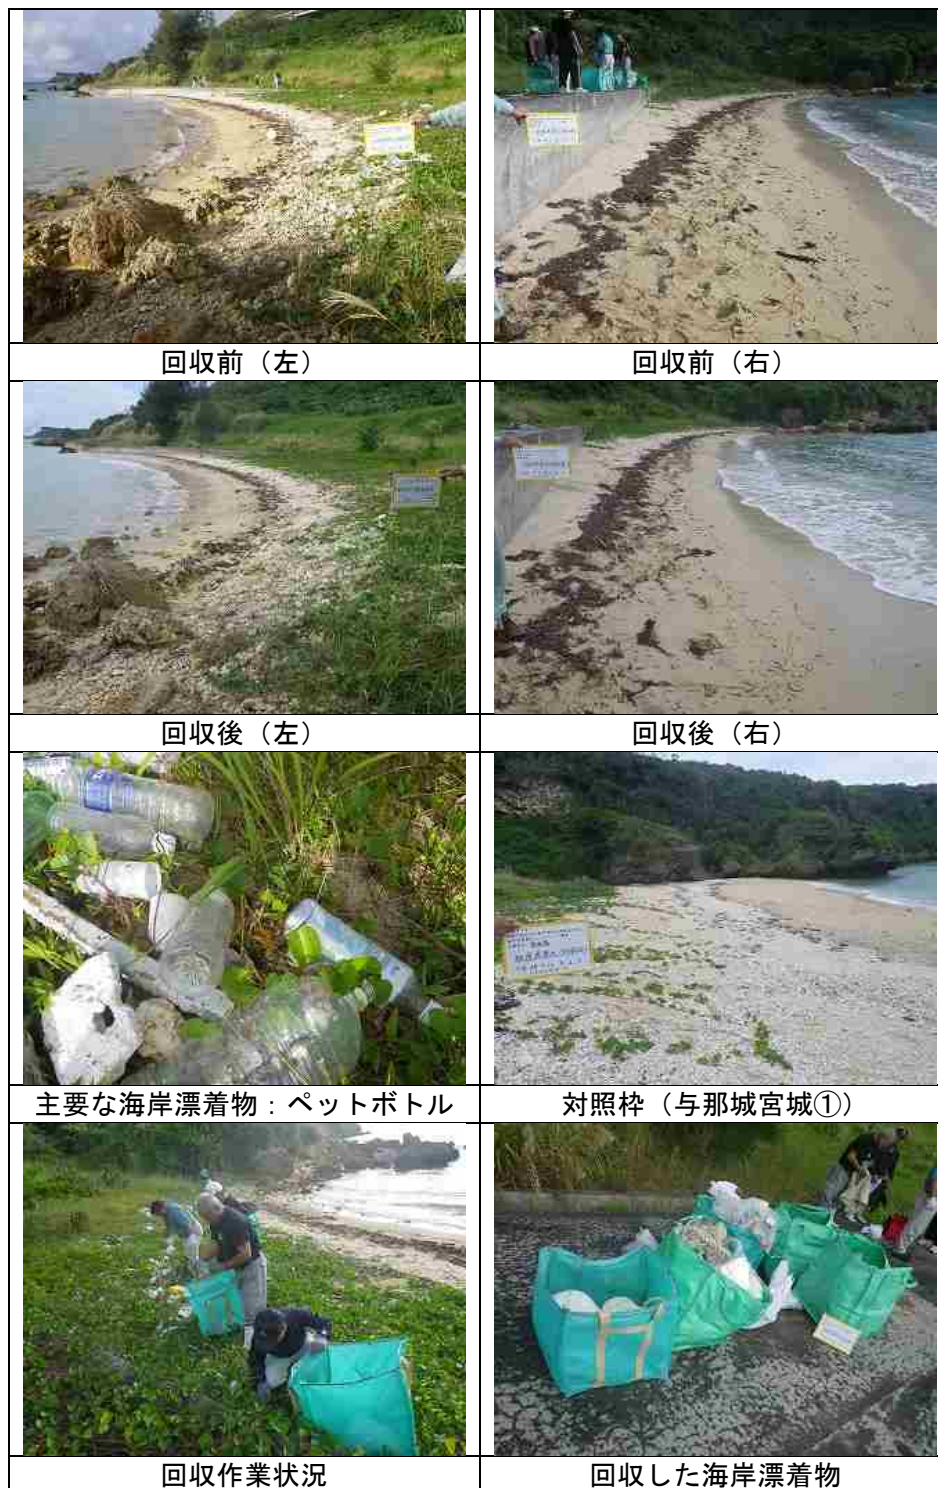 回収前（左）
回収前（右）
回収後（左）
回収後（右）
主要な海岸漂着物：ペットボトル
対照枠（与那城宮城①）
回収作業状況
回収した海岸漂着物